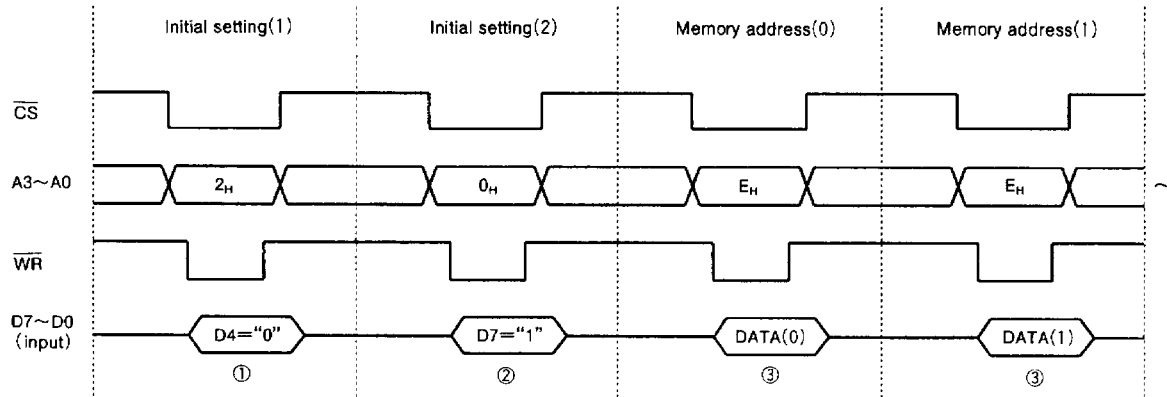 Initial setting(1) Initial setting(2) Memory address(0) Memory address(1)
CS
A3~A0 2H 0H EH EH ~
WR
D7~D0 D4="0" D7="1" DATA(0) DATA(1)
(input)
① ② ③ ③